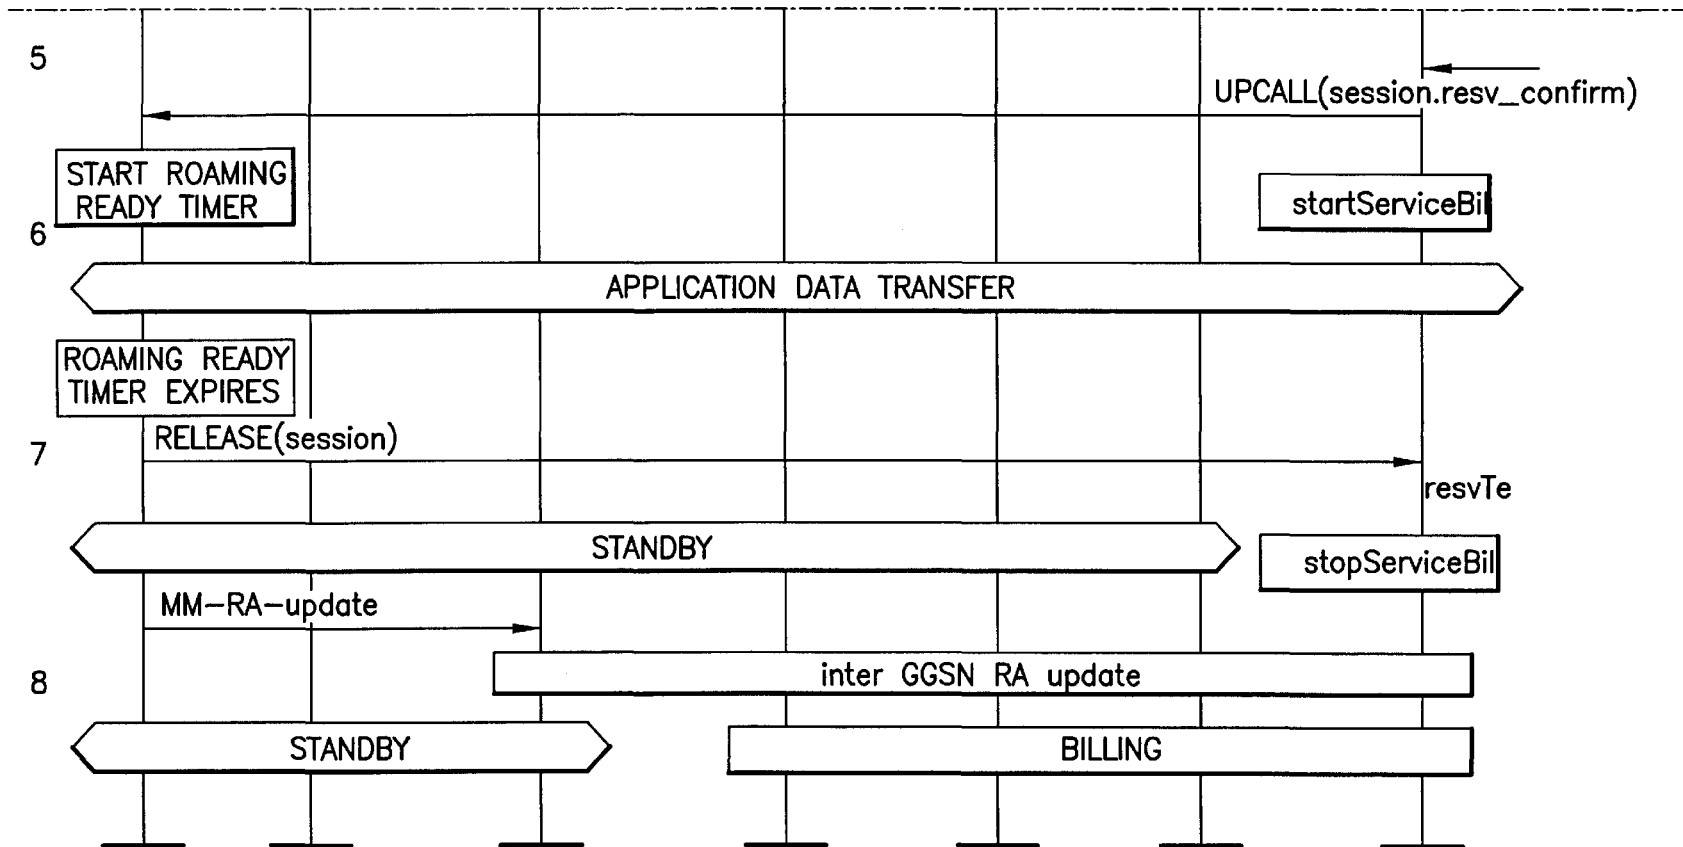 5
UPCALL(session.resv_confirm)
START ROAMING
READY TIMER
startServiceBil
6
APPLICATION DATA TRANSFER
ROAMING READY
TIMER EXPIRES
RELEASE(session)
7
resvTe
STANDBY
stopServiceBil
MM-RA-update
inter GGSN RA update
8
STANDBY
BILLING